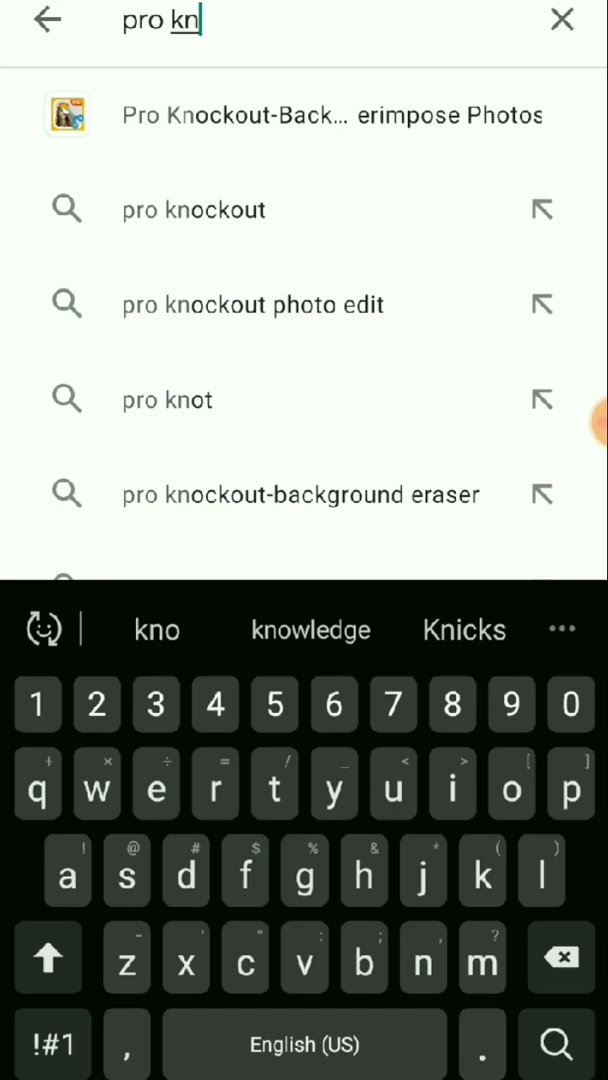 pro kn
Pro Knockout-Back... erimpose Photos
pro knockout
pro knockout photo edit
pro knot
pro knockout-background eraser
kno knowledge Knicks
1 2 3 4 5 6 7 8 9 0
+ × ÷ = / _ < > [ ]
q w e r t y u i o p
! @ # $ % & * ( )
a s d f g h j k l
- ' " : ; , ?
z x c v b n m
!#1 , English (US) .